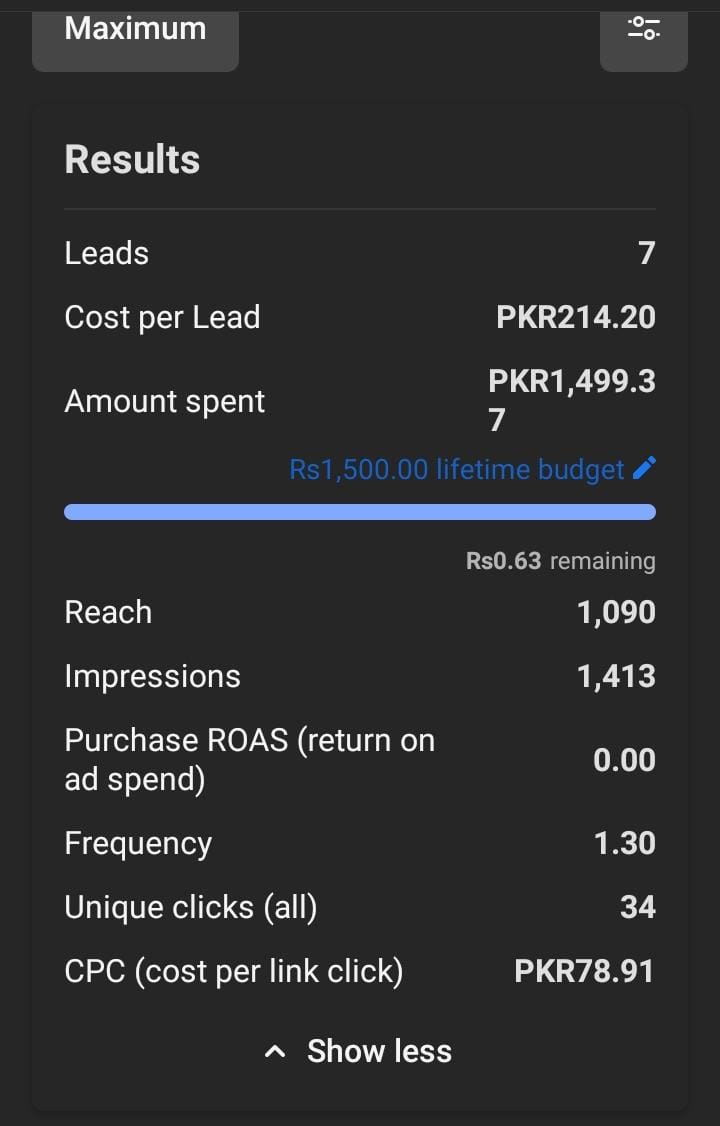 Maximum
Results
Leads
7
Cost per Lead
PKR214.20
Amount spent
PKR1,499.3
7
Rs1,500.00 lifetime budget
Rs0.63 remaining
Reach
1,090
Impressions
1,413
Purchase ROAS (return on
ad spend)
0.00
Frequency
1.30
Unique clicks (all)
34
CPC (cost per link click)
PKR78.91
Show less